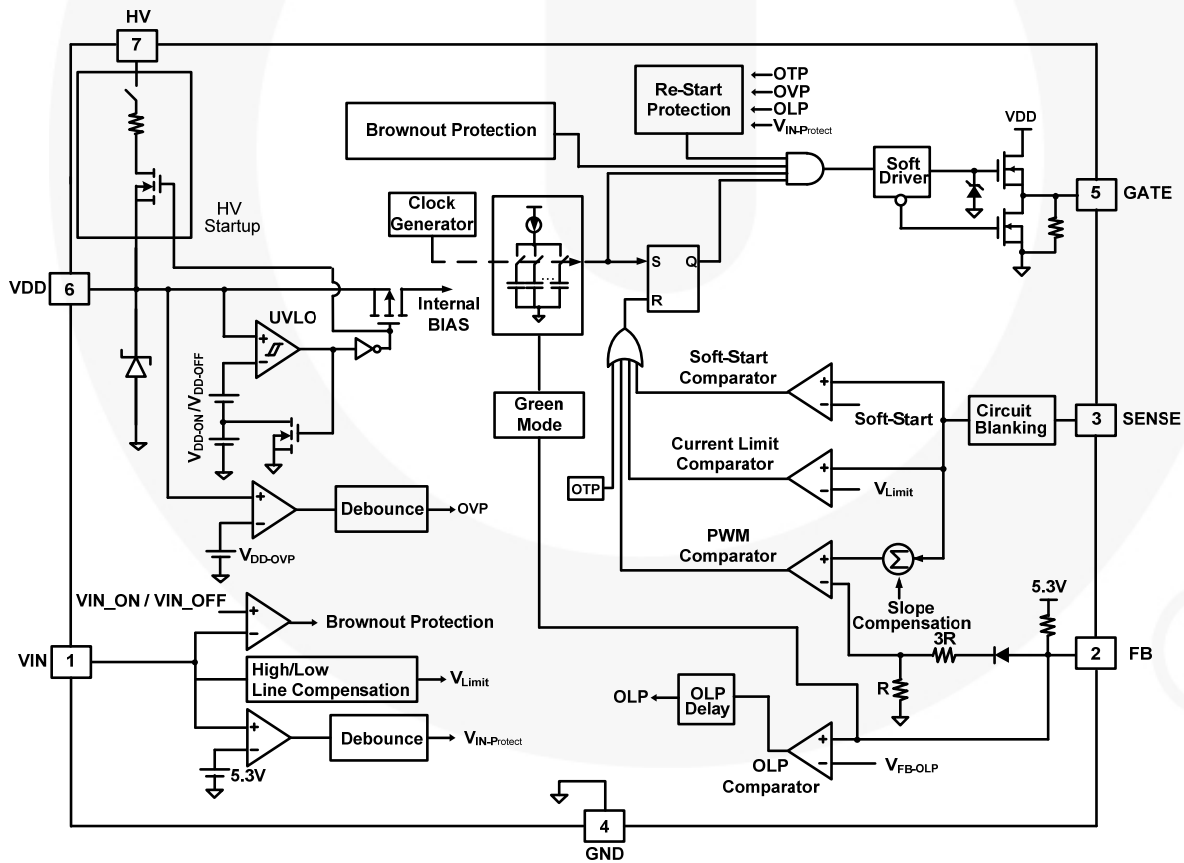 HV
7
OTP
OVP
OLP
VIN-Protect
Re-Start
Protection
VDD
Brownout Protection
Soft
Driver
5
GATE
HV
Startup
Clock
Generator
...
S
Q
R
VDD
6
Internal
BIAS
UVLO
+
−
VDD-ON /VDD-OFF
Green
Mode
Soft-Start
Comparator
+
−
Soft-Start
Circuit
Blanking
3
SENSE
Current Limit
Comparator
+
−
VLimit
OTP
+
−
Debounce
OVP
VDD-OVP
PWM
Comparator
+
−
Σ
Slope
Compensation
5.3V
VIN_ON / VIN_OFF
+
−
Brownout Protection
3R
2
FB
VIN
1
High/Low
Line Compensation
VLimit
R
OLP
OLP
Delay
+
−
Debounce
VIN-Protect
5.3V
+
−
OLP
Comparator
VFB-OLP
4
GND